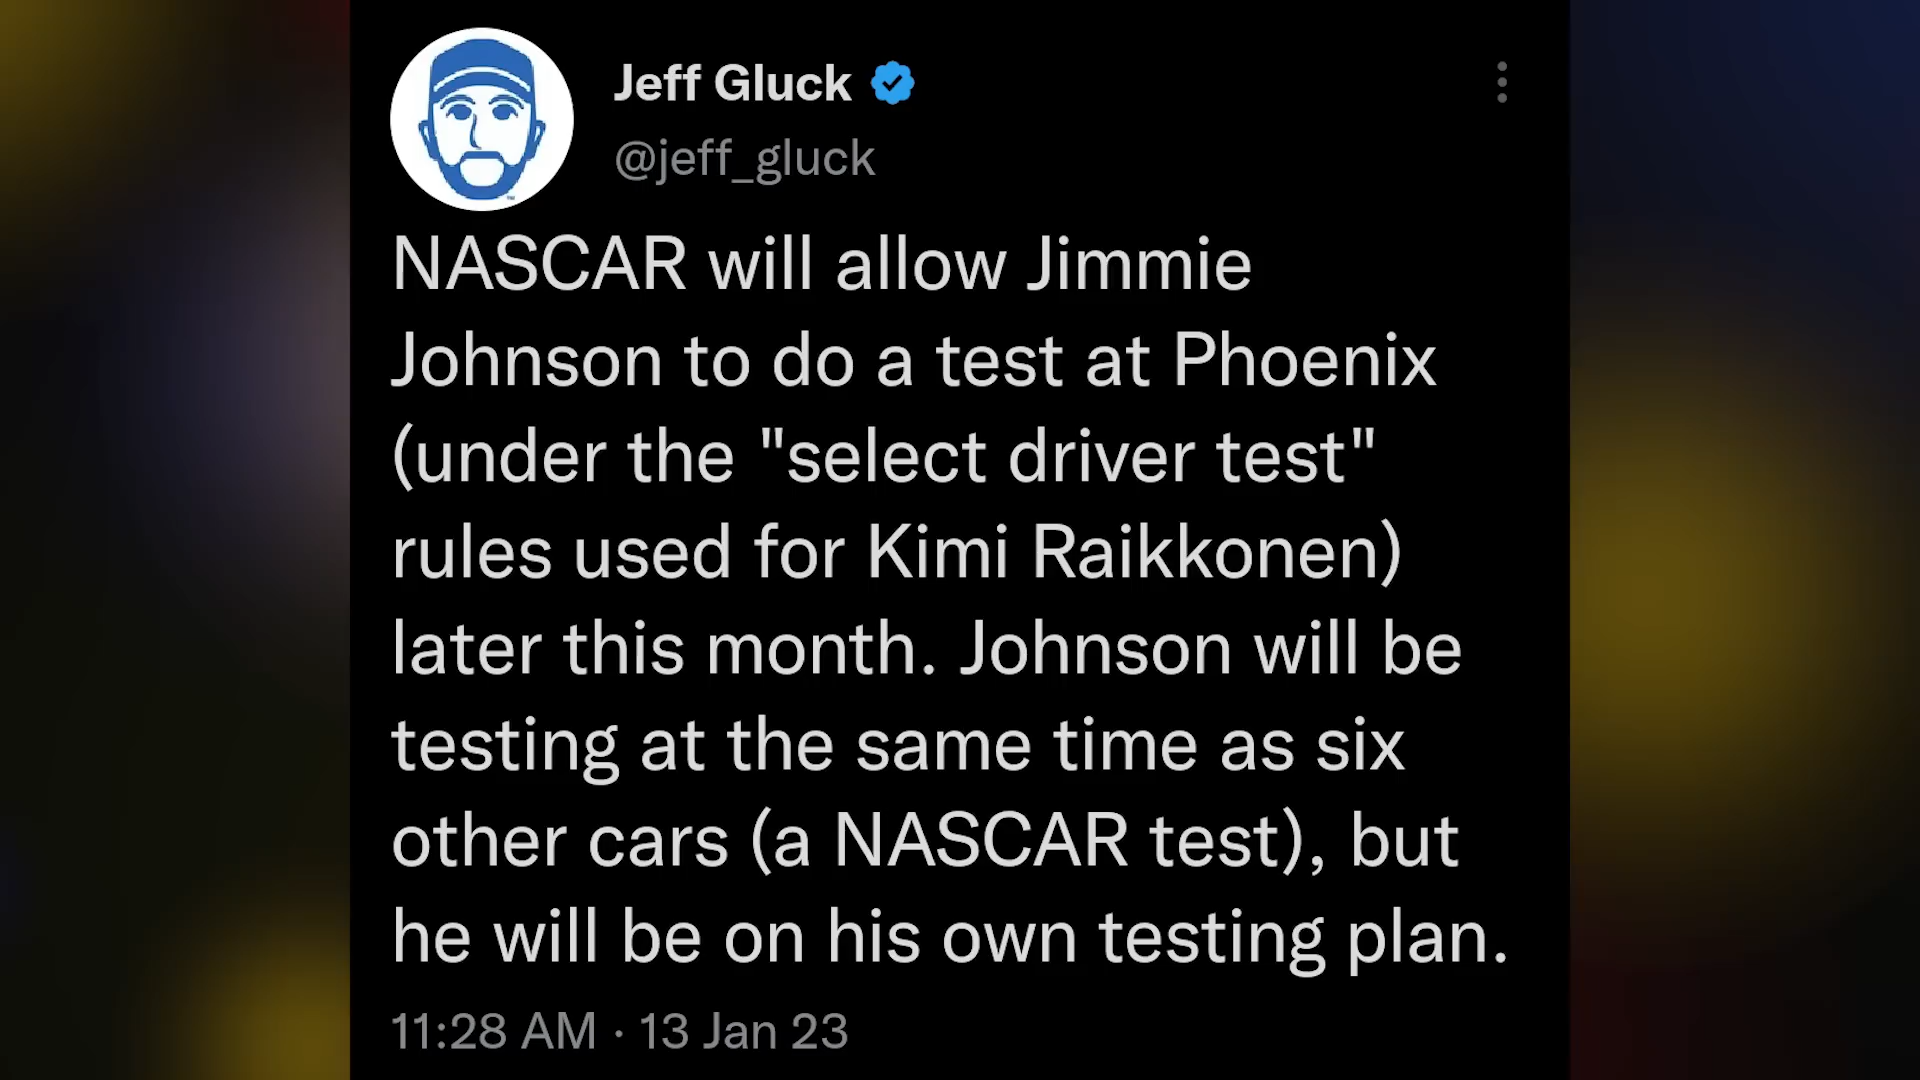 Jeff Gluck
@jeff_gluck
NASCAR will allow Jimmie
Johnson to do a test at Phoenix
(under the "select driver test"
rules used for Kimi Raikkonen)
later this month. Johnson will be
testing at the same time as six
other cars (a NASCAR test), but
he will be on his own testing plan.
11:28 AM · 13 Jan 23